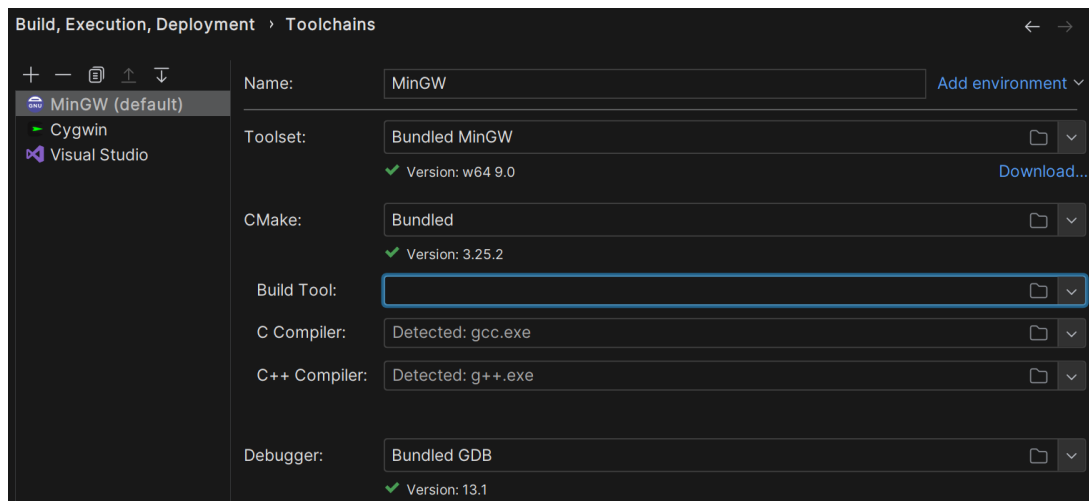 Build, Execution, Deployment › Toolchains
MinGW (default)
Cygwin
Visual Studio
Name: MinGW Add environment
Toolset: Bundled MinGW
Version: w64 9.0 Download...
CMake: Bundled
Version: 3.25.2
Build Tool:
C Compiler: Detected: gcc.exe
C++ Compiler: Detected: g++.exe
Debugger: Bundled GDB
Version: 13.1